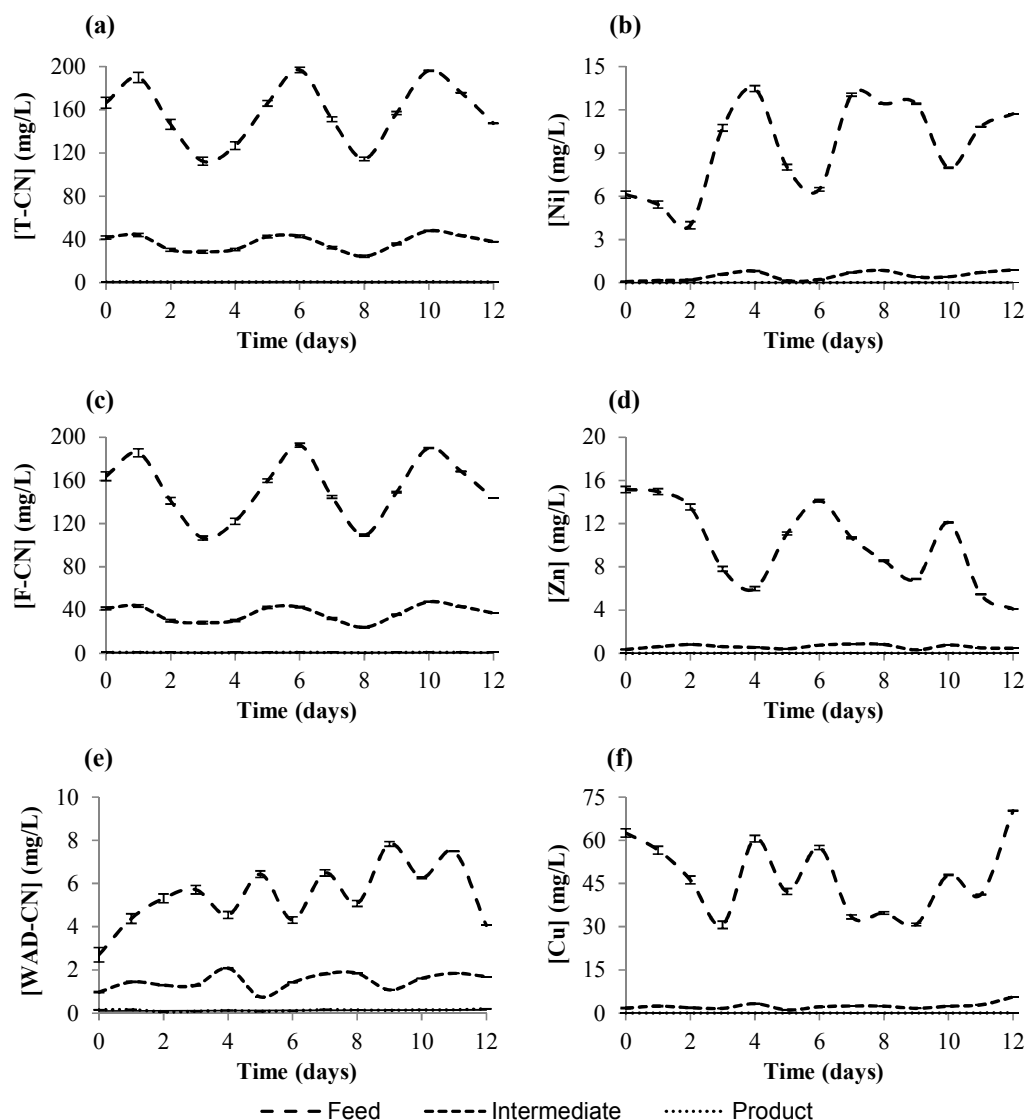 (a)
[T-CN] (mg/L)
200
160
120
80
40
0
0 2 4 6 8 10 12
Time (days)
(b)
[Ni] (mg/L)
15
12
9
6
3
0
0 2 4 6 8 10 12
Time (days)
(c)
[F-CN] (mg/L)
200
160
120
80
40
0
0 2 4 6 8 10 12
Time (days)
(d)
[Zn] (mg/L)
20
16
12
8
4
0
0 2 4 6 8 10 12
Time (days)
(e)
[WAD-CN] (mg/L)
10
8
6
4
2
0
0 2 4 6 8 10 12
Time (days)
(f)
[Cu] (mg/L)
75
60
45
30
15
0
0 2 4 6 8 10 12
Time (days)
Feed Intermediate Product